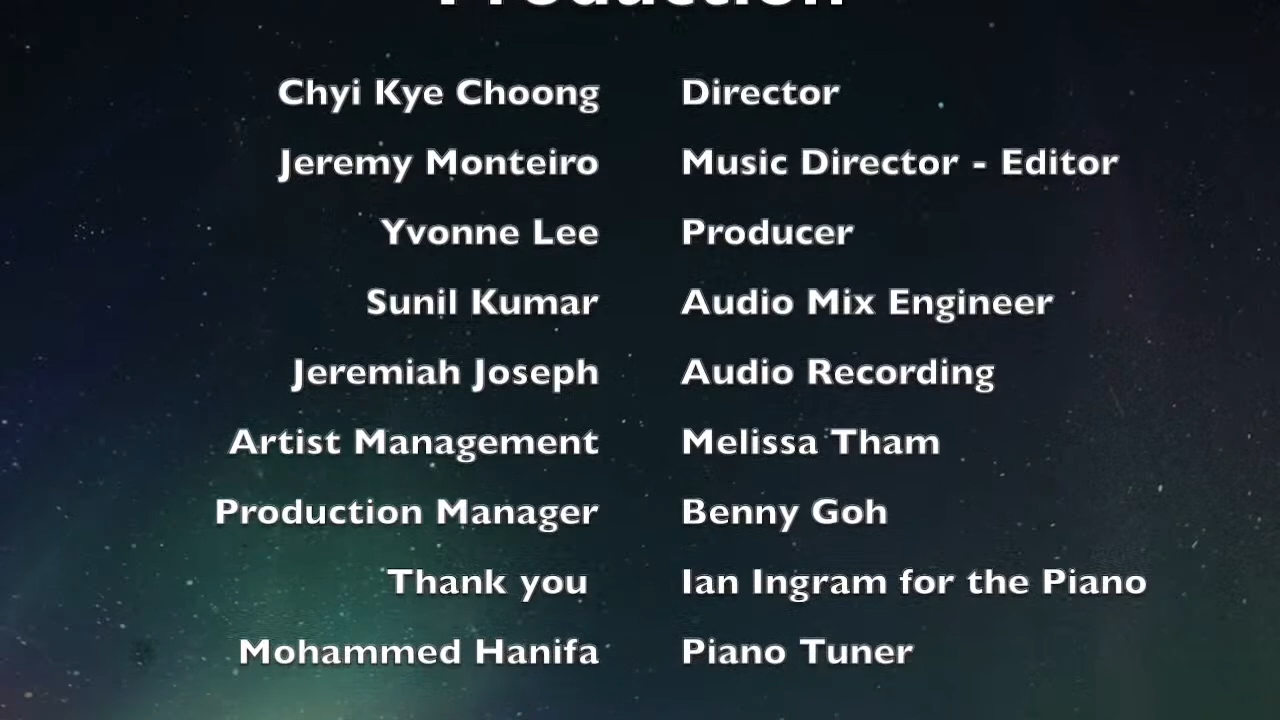 Production
Chyi Kye Choong Director
Jeremy Monteiro Music Director - Editor
Yvonne Lee Producer
Sunil Kumar Audio Mix Engineer
Jeremiah Joseph Audio Recording
Artist Management Melissa Tham
Production Manager Benny Goh
Thank you Ian Ingram for the Piano
Mohammed Hanifa Piano Tuner